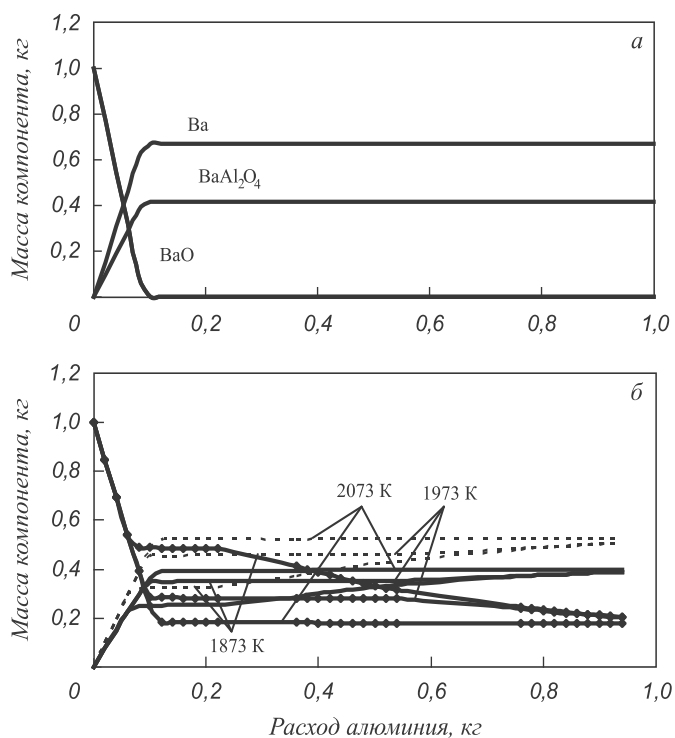 1,2
а
1,0
0,8
Ba
0,6
BaAl₂O₄
0,4
BaO
0,2
0 0,2 0,4 0,6 0,8 1,0
Масса компонента, кг
1,2
б
1,0
0,8
2073 К 1973 К
0,6
0,4
0,2
1873 К
0 0,2 0,4 0,6 0,8 1,0
Масса компонента, кг
Расход алюминия, кг